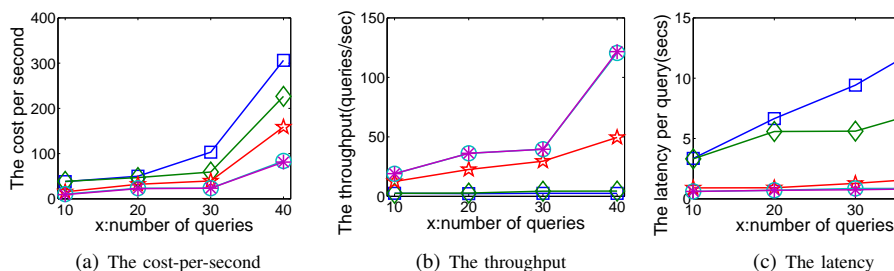 The cost per second
400
300
200
100
0
10 20 30 40
x:number of queries
(a) The cost-per-second
The throughput(queries/sec)
150
100
50
0
10 20 30 40
x:number of queries
(b) The throughput
The latency per query(secs)
15
10
5
0
10 20 30
x:number of queries
(c) The latency